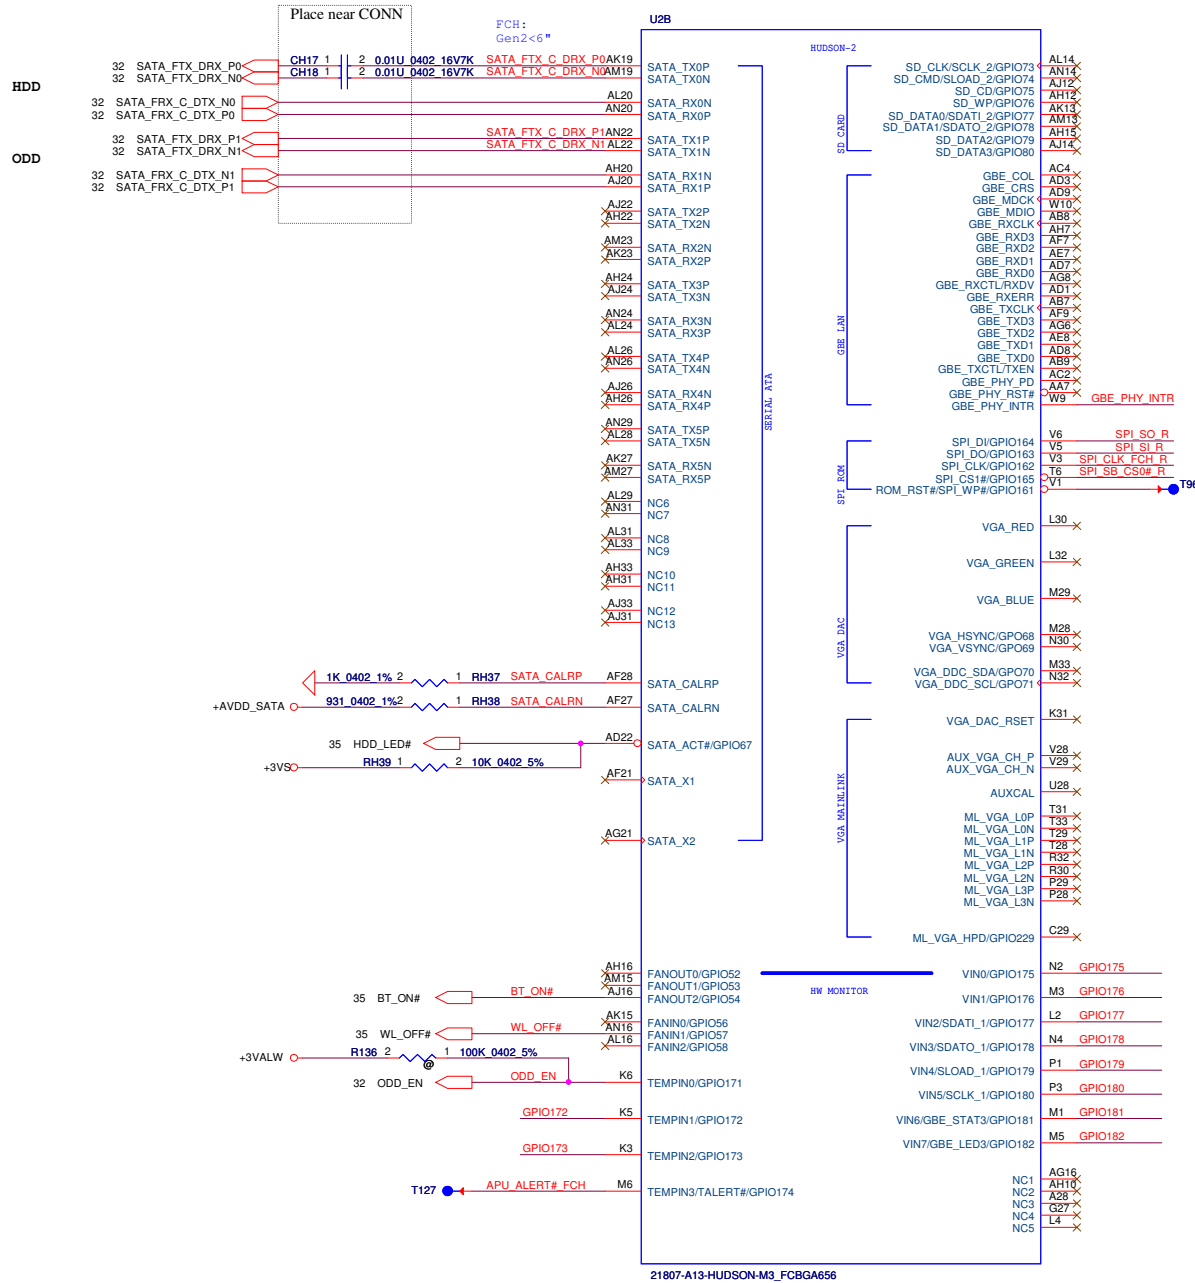 Place near CONN
FCH:
Gen2<6"
U2B
HUDSON-2
HDD
ODD
32 SATA_FTX_DRX_P0 CH17 1 2 0.01U_0402_16V7K SATA_FTX_C_DRX_P0 AK19 SATA_TX0P
32 SATA_FTX_DRX_N0 CH18 1 2 0.01U_0402_16V7K SATA_FTX_C_DRX_N0 AM19 SATA_TX0N
32 SATA_FRX_C_DTX_N0 AL20 SATA_RX0N
32 SATA_FRX_C_DTX_P0 AN20 SATA_RX0P
32 SATA_FTX_DRX_P1 SATA_FTX_C_DRX_P1 AN22 SATA_TX1P
32 SATA_FTX_DRX_N1 SATA_FTX_C_DRX_N1 AL22 SATA_TX1N
32 SATA_FRX_C_DTX_N1 AH20 SATA_RX1N
32 SATA_FRX_C_DTX_P1 AJ20 SATA_RX1P
AJ22 SATA_TX2P
AH22 SATA_TX2N
AM23 SATA_RX2N
AK23 SATA_RX2P
AH24 SATA_TX3P
AJ24 SATA_TX3N
AN24 SATA_RX3N
AL24 SATA_RX3P
AL26 SATA_TX4P
AN26 SATA_TX4N
AJ26 SATA_RX4N
AH26 SATA_RX4P
AN29 SATA_TX5P
AL28 SATA_TX5N
AK27 SATA_RX5N
AM27 SATA_RX5P
AL29 NC6
AN31 NC7
AL31 NC8
AL33 NC9
AH33 NC10
AH31 NC11
AJ33 NC12
AJ31 NC13
1K_0402_1% 2 1 RH37 SATA_CALRP AF28 SATA_CALRP
+AVDD_SATA 931_0402_1% 2 1 RH38 SATA_CALRN AF27 SATA_CALRN
35 HDD_LED# AD22 SATA_ACT#/GPIO67
+3VS RH39 1 2 10K_0402_5%
AF21 SATA_X1
AG21 SATA_X2
SERIAL ATA
AH16 FANOUT0/GPIO52
AM15 FANOUT1/GPIO53
35 BT_ON# BT_ON# AJ16 FANOUT2/GPIO54
AK15 FANIN0/GPIO56
35 WL_OFF# WL_OFF# AN16 FANIN1/GPIO57
AL16 FANIN2/GPIO58
+3VALW R136 2 1 100K_0402_5%
@
32 ODD_EN ODD_EN K6 TEMPIN0/GPIO171
GPIO172 K5 TEMPIN1/GPIO172
GPIO173 K3 TEMPIN2/GPIO173
T127 APU_ALERT#_FCH M6 TEMPIN3/TALERT#/GPIO174
SD CARD
SD_CLK/SCLK_2/GPIO73 AL14
SD_CMD/SLOAD_2/GPIO74 AN14
SD_CD/GPIO75 AJ12
SD_WP/GPIO76 AH12
SD_DATA0/SDATI_2/GPIO77 AK13
SD_DATA1/SDATO_2/GPIO78 AM13
SD_DATA2/GPIO79 AH15
SD_DATA3/GPIO80 AJ14
GBE LAN
GBE_COL AC4
GBE_CRS AD3
GBE_MDCK AD9
GBE_MDIO W10
GBE_RXCLK AB8
GBE_RXD3 AH7
GBE_RXD2 AF7
GBE_RXD1 AE7
GBE_RXD0 AD7
GBE_RXCTL/RXDV AG8
GBE_RXERR AD1
GBE_TXCLK AB7
GBE_TXD3 AF9
GBE_TXD2 AG6
GBE_TXD1 AE8
GBE_TXD0 AD8
GBE_TXCTL/TXEN AB9
GBE_PHY_PD AC2
GBE_PHY_RST# AA7
GBE_PHY_INTR W9 GBE_PHY_INTR
SPI ROM
SPI_DI/GPIO164 V6 SPI_SO_R
SPI_DO/GPIO163 V5 SPI_SI_R
SPI_CLK/GPIO162 V3 SPI_CLK_FCH_R
SPI_CS1#/GPIO165 T6 SPI_SB_CS0#_R
ROM_RST#/SPI_WP#/GPIO161 V1 T96
VGA DAC
VGA_RED L30
VGA_GREEN L32
VGA_BLUE M29
VGA_HSYNC/GPO68 M28
VGA_VSYNC/GPO69 N30
VGA_DDC_SDA/GPO70 M33
VGA_DDC_SCL/GPO71 N32
VGA_DAC_RSET K31
VGA MAINLINK
AUX_VGA_CH_P V28
AUX_VGA_CH_N V29
AUXCAL U28
ML_VGA_L0P T31
ML_VGA_L0N T33
ML_VGA_L1P T29
ML_VGA_L1N T28
ML_VGA_L2P R32
ML_VGA_L2N R30
ML_VGA_L3P P29
ML_VGA_L3N P28
ML_VGA_HPD/GPIO229 C29
HW MONITOR
VIN0/GPIO175 N2 GPIO175
VIN1/GPIO176 M3 GPIO176
VIN2/SDATI_1/GPIO177 L2 GPIO177
VIN3/SDATO_1/GPIO178 N4 GPIO178
VIN4/SLOAD_1/GPIO179 P1 GPIO179
VIN5/SCLK_1/GPIO180 P3 GPIO180
VIN6/GBE_STAT3/GPIO181 M1 GPIO181
VIN7/GBE_LED3/GPIO182 M5 GPIO182
NC1 AG16
NC2 AH10
NC3 A28
NC4 G27
NC5 L4
21807-A13-HUDSON-M3_FCBGA656